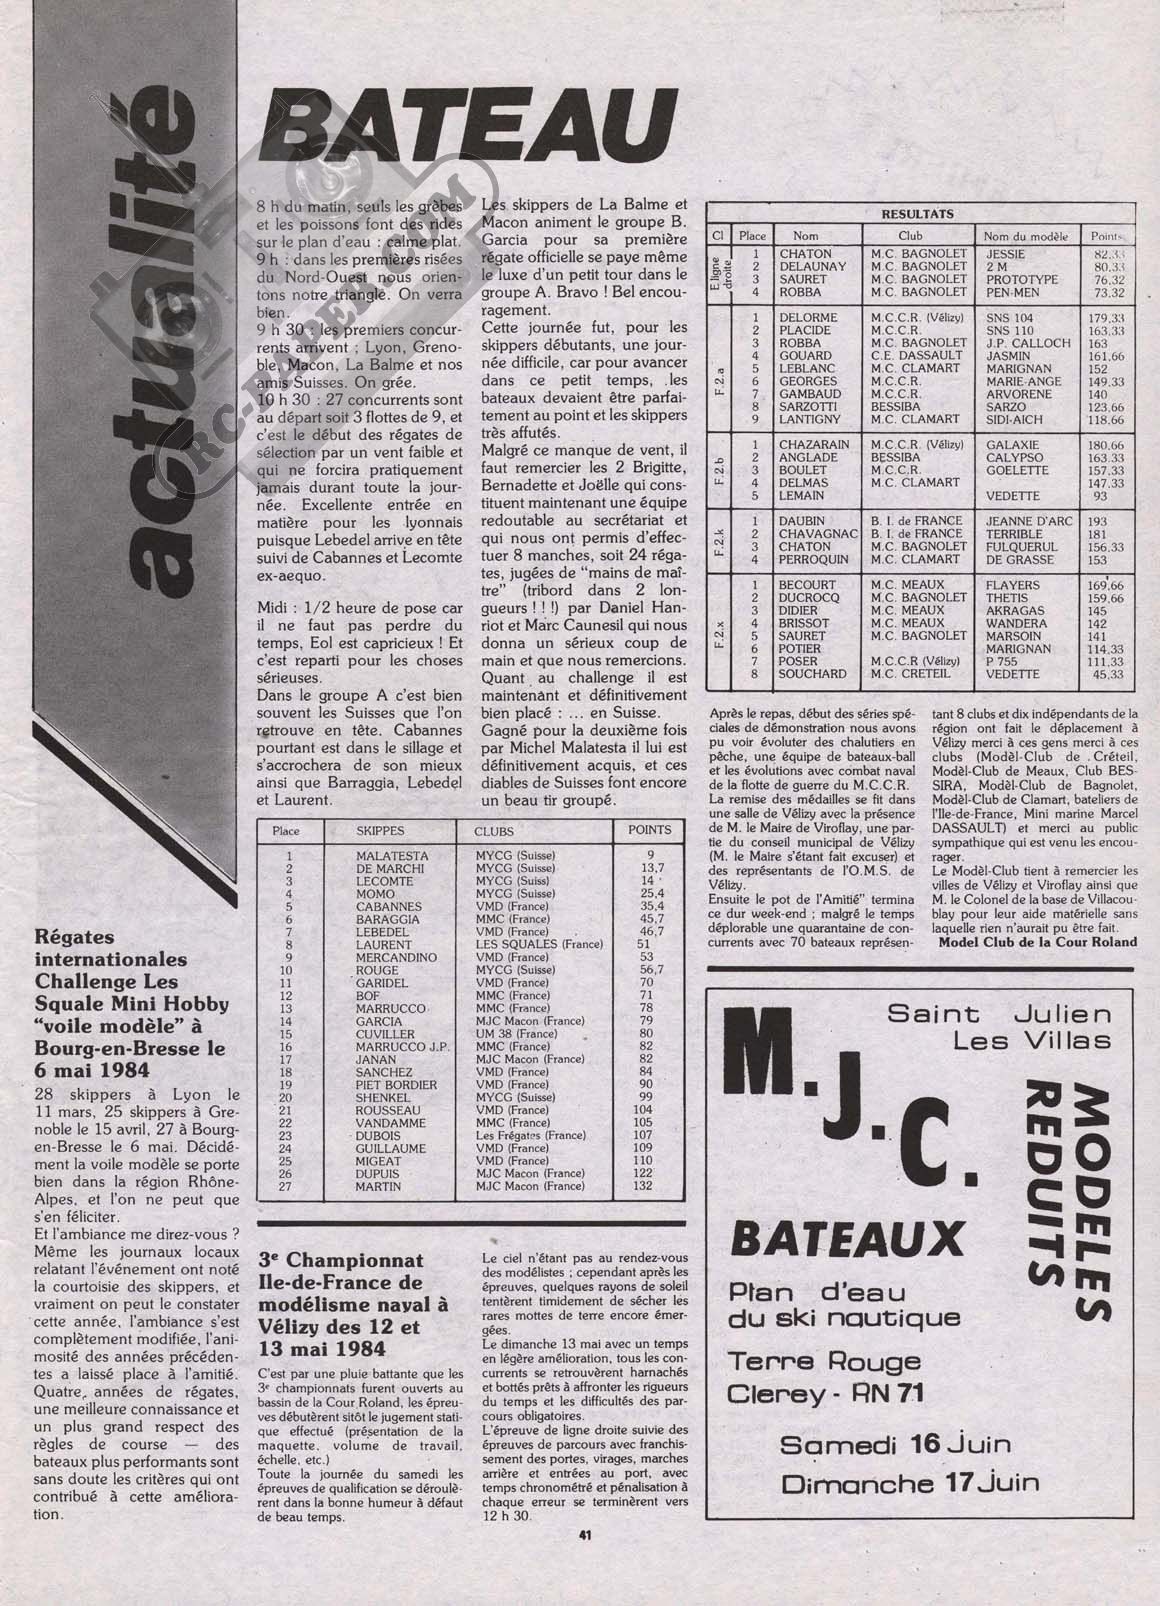 actualité
BATEAU
Régates
internationales
Challenge Les
Squale Mini Hobby
“voile modèle” à
Bourg-en-Bresse le
6 mai 1984
28 skippers à Lyon le
11 mars, 25 skippers à Gre-
noble le 15 avril, 27 à Bourg-
en-Bresse le 6 mai. Décidé-
ment la voile modèle se porte
bien dans la région Rhône-
Alpes, et l'on ne peut que
s'en féliciter.
Et l'ambiance me direz-vous ?
Même les journaux locaux
relatant l'événement ont noté
la courtoisie des skippers, et
vraiment on peut le constater
cette année, l'ambiance s'est
complètement modifiée, l'ani-
mosité des années précéden-
tes a laissé place à l'amitié.
Quatre, années de régates,
une meilleure connaissance et
un plus grand respect des
règles de course — des
bateaux plus performants sont
sans doute les critères qui ont
contribué à cette améliora-
tion.
8 h du matin, seuls les grèbes
et les poissons font des rides
sur le plan d'eau : calme plat.
9 h : dans les premières risées
du Nord-Ouest nous orien-
tons notre triangle. On verra
bien.
9 h 30 : les premiers concur-
rents arrivent ; Lyon, Greno-
ble, Macon, La Balme et nos
amis Suisses. On grée.
10 h 30 : 27 concurrents sont
au départ soit 3 flottes de 9, et
c'est le début des régates de
sélection par un vent faible et
qui ne forcira pratiquement
jamais durant toute la jour-
née. Excellente entrée en
matière pour les lyonnais
puisque Lebedel arrive en tête
suivi de Cabannes et Lecomte
ex-aequo.
Midi : 1/2 heure de pose car
il ne faut pas perdre du
temps, Eol est capricieux ! Et
c'est reparti pour les choses
sérieuses.
Dans le groupe A c'est bien
souvent les Suisses que l'on
retrouve en tête. Cabannes
pourtant est dans le sillage et
s'accrochera de son mieux
ainsi que Barraggia, Lebedel
et Laurent.
Les skippers de La Balme et
Macon animent le groupe B.
Garcia pour sa première
régate officielle se paye même
le luxe d'un petit tour dans le
groupe A. Bravo ! Bel encou-
ragement.
Cette journée fut, pour les
skippers débutants, une jour-
née difficile, car pour avancer
dans ce petit temps, les
bateaux devaient être parfai-
tement au point et les skippers
très affutés.
Malgré ce manque de vent, il
faut remercier les 2 Brigitte,
Bernadette et Joëlle qui cons-
tituent maintenant une équipe
redoutable au secrétariat et
qui nous ont permis d'effec-
tuer 8 manches, soit 24 réga-
tes, jugées de “mains de maî-
tre” (tribord dans 2 lon-
gueurs ! ! !) par Daniel Han-
riot et Marc Caunesil qui nous
donna un sérieux coup de
main et que nous remercions.
Quant au challenge il est
maintenant et définitivement
bien placé : ... en Suisse.
Gagné pour la deuxième fois
par Michel Malatesta il lui est
définitivement acquis, et ces
diables de Suisses font encore
un beau tir groupé.
Place SKIPPES CLUBS POINTS
1 MALATESTA MYCG (Suisse) 9
2 DE MARCHI MYCG (Suisse) 13,7
3 LECOMTE MYCG (Suiss) 14
4 MOMO MYCG (Suisse) 25,4
5 CABANNES VMD (France) 35,4
6 BARAGGIA MMC (France) 45,7
7 LEBEDEL VMD (France) 46,7
8 LAURENT LES SQUALES (France) 51
9 MERCANDINO VMD (France) 53
10 ROUGE MYCG (Suisse) 56,7
11 GARIDEL VMD (France) 70
12 BOF MMC (France) 71
13 MARRUCCO MMC (France) 78
14 GARCIA MJC Macon (France) 79
15 CUVILLER UM 38 (France) 80
16 MARRUCCO J.P. MMC (France) 82
17 JANAN MJC Macon (France) 82
18 SANCHEZ VMD (France) 84
19 PIET BORDIER VMD (France) 90
20 SHENKEL MYCG (Suisse) 99
21 ROUSSEAU VMD (France) 104
22 VANDAMME MMC (France) 105
23 DUBOIS Les Frégates (France) 107
24 GUILLAUME VMD (France) 109
25 MIGEAT VMD (France) 110
26 DUPUIS MJC Macon (France) 122
27 MARTIN MJC Macon (France) 132
3e Championnat
Ile-de-France de
modélisme naval à
Vélizy des 12 et
13 mai 1984
C'est par une pluie battante que les
3e championnats furent ouverts au
bassin de la Cour Roland, les épreu-
ves débutèrent sitôt le jugement stati-
que effectué (présentation de la
maquette, volume de travail,
échelle, etc.)
Toute la journée du samedi les
épreuves de qualification se déroulè-
rent dans la bonne humeur à défaut
de beau temps.
Le ciel n'étant pas au rendez-vous
des modélistes ; cependant après les
épreuves, quelques rayons de soleil
tentèrent timidement de sécher les
rares mottes de terre encore émer-
gées.
Le dimanche 13 mai avec un temps
en légère amélioration, tous les con-
currents se retrouvèrent harnachés
et bottés prêts à affronter les rigueurs
du temps et les difficultés des par-
cours obligatoires.
L'épreuve de ligne droite suivie des
épreuves de parcours avec franchis-
sement des portes, virages, marches
arrière et entrées au port, avec
temps chronométré et pénalisation à
chaque erreur se terminèrent vers
12 h 30.
RESULTATS
Cl Place Nom Club Nom du modèle Points
E.ligne droite
1 CHATON M.C. BAGNOLET JESSIE 82,33
2 DELAUNAY M.C. BAGNOLET 2 M 80,33
3 SAURET M.C. BAGNOLET PROTOTYPE 76,32
4 ROBBA M.C. BAGNOLET PEN-MEN 73,32
F.2.a
1 DELORME M.C.C.R. (Vélizy) SNS 104 179,33
2 PLACIDE M.C.C.R. SNS 110 163,33
3 ROBBA M.C. BAGNOLET J.P. CALLOCH 163
4 GOUARD C.E. DASSAULT JASMIN 161,66
5 LEBLANC M.C. CLAMART MARIGNAN 152
6 GEORGES M.C.C.R. MARIE-ANGE 149,33
7 GAMBAUD M.C.C.R. ARVORENE 140
8 SARZOTTI BESSIBA SARZO 123,66
9 LANTIGNY M.C. CLAMART SIDI-AICH 118,66
F.2.b
1 CHAZARAIN M.C.C.R. (Vélizy) GALAXIE 180,66
2 ANGLADE BESSIBA CALYPSO 163,33
3 BOULET M.C.C.R. GOELETTE 157,33
4 DELMAS M.C. CLAMART 147,33
5 LEMAIN VEDETTE 93
F.2.k
1 DAUBIN B. I. de FRANCE JEANNE D'ARC 193
2 CHAVAGNAC B. I. de FRANCE TERRIBLE 181
3 CHATON M.C. BAGNOLET FULQUERUL 156,33
4 PERROQUIN M.C. CLAMART DE GRASSE 153
F.2.x
1 BECOURT M.C. MEAUX FLAYERS 169,66
2 DUCROCQ M.C. BAGNOLET THETIS 159,66
3 DIDIER M.C. MEAUX AKRAGAS 145
4 BRISSOT M.C. MEAUX WANDERA 142
5 SAURET M.C. BAGNOLET MARSOIN 141
6 POTIER MARIGNAN 114,33
7 POSER M.C.C.R (Vélizy) P 755 111,33
8 SOUCHARD M.C. CRETEIL VEDETTE 45,33
Après le repas, début des séries spé-
ciales de démonstration nous avons
pu voir évoluter des chalutiers en
pêche, une équipe de bateaux-ball
et les évolutions avec combat naval
de la flotte de guerre du M.C.C.R.
La remise des médailles se fit dans
une salle de Vélizy avec la présence
de M. le Maire de Viroflay, une par-
tie du conseil municipal de Vélizy
(M. le Maire s'étant fait excuser) et
des représentants de l'O.M.S. de
Vélizy.
Ensuite le pot de l'Amitié” termina
ce dur week-end ; malgré le temps
déplorable une quarantaine de con-
currents avec 70 bateaux représen-
tant 8 clubs et dix indépendants de la
région ont fait le déplacement à
Vélizy merci à ces gens merci à ces
clubs (Modèl-Club de Créteil,
Modèl-Club de Meaux, Club BES-
SIRA, Modèl-Club de Bagnolet,
Modèl-Club de Clamart, bateliers de
l'Ile-de-France, Mini marine Marcel
DASSAULT) et merci au public
sympathique qui est venu les encou-
rager.
Le Modèl-Club tient à remercier les
villes de Vélizy et Viroflay ainsi que
M. le Colonel de la base de Villacou-
blay pour leur aide matérielle sans
laquelle rien n'aurait pu être fait.
Model Club de la Cour Roland
M.J.C.
Saint Julien
Les Villas
MODELES
REDUITS
BATEAUX
Plan d'eau
du ski nautique
Terre Rouge
Clerey - RN 71
Samedi 16 Juin
Dimanche 17 Juin
41
RC-PAPER.COM